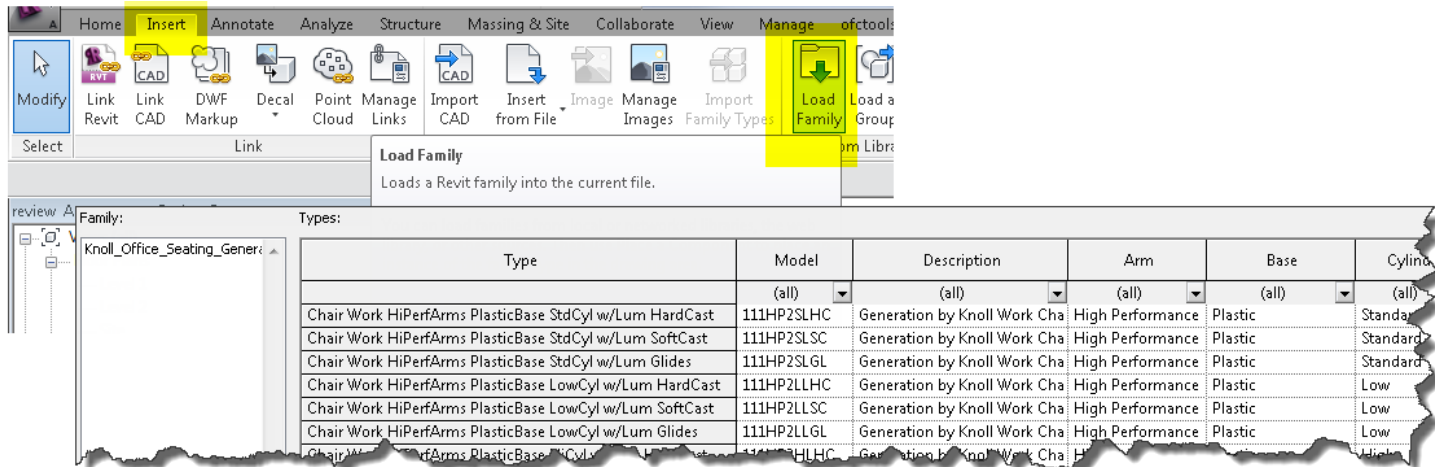 Home Insert Annotate Analyze Structure Massing & Site Collaborate View Manage ofctools
RVT CAD CAD
Modify Link Revit Link CAD DWF Markup Decal Point Cloud Manage Links Import CAD Insert from File Image Manage Images Import Family Types Load Family Load a Group
Select Link
Load Family
Loads a Revit family into the current file.
review
Family: Types:
Knoll_Office_Seating_Genera
Type Model Description Arm Base Cylind
(all) (all) (all) (all) (all)
Chair Work HiPerfArms PlasticBase StdCyl w/Lum HardCast 111HP2SLHC Generation by Knoll Work Cha High Performance Plastic Standar
Chair Work HiPerfArms PlasticBase StdCyl w/Lum SoftCast 111HP2SLSC Generation by Knoll Work Cha High Performance Plastic Standard
Chair Work HiPerfArms PlasticBase StdCyl w/Lum Glides 111HP2SLGL Generation by Knoll Work Cha High Performance Plastic Standard
Chair Work HiPerfArms PlasticBase LowCyl w/Lum HardCast 111HP2LLHC Generation by Knoll Work Cha High Performance Plastic Low
Chair Work HiPerfArms PlasticBase LowCyl w/Lum SoftCast 111HP2LLSC Generation by Knoll Work Cha High Performance Plastic Low
Chair Work HiPerfArms PlasticBase LowCyl w/Lum Glides 111HP2LLGL Generation by Knoll Work Cha High Performance Plastic Low